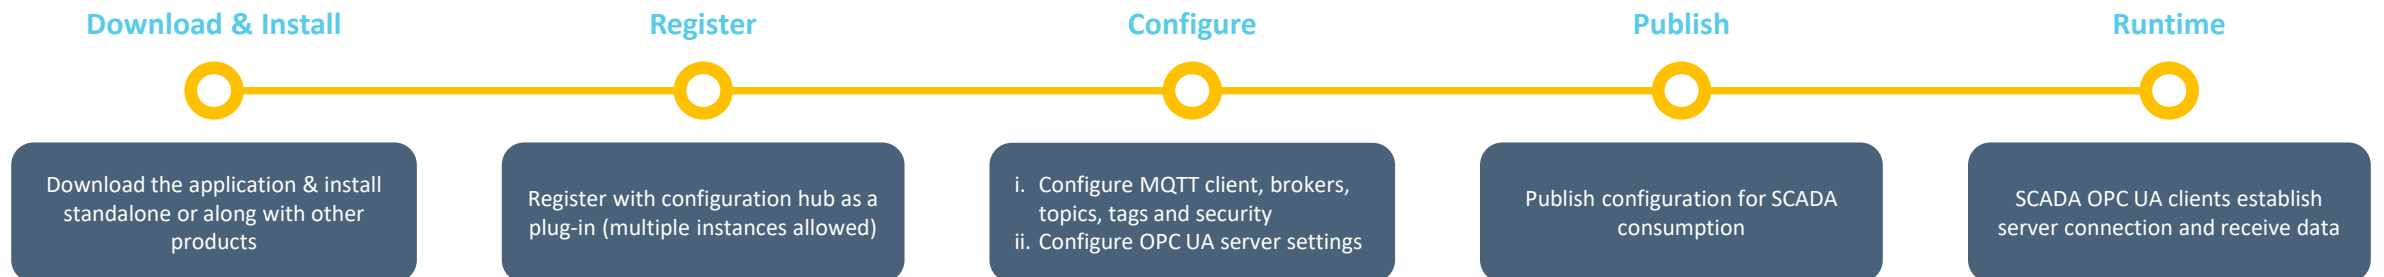 Download & Install
Register
Configure
Publish
Runtime
Download the application & install
standalone or along with other
products
Register with configuration hub as a
plug-in (multiple instances allowed)
i. Configure MQTT client, brokers,
topics, tags and security
ii. Configure OPC UA server settings
Publish configuration for SCADA
consumption
SCADA OPC UA clients establish
server connection and receive data